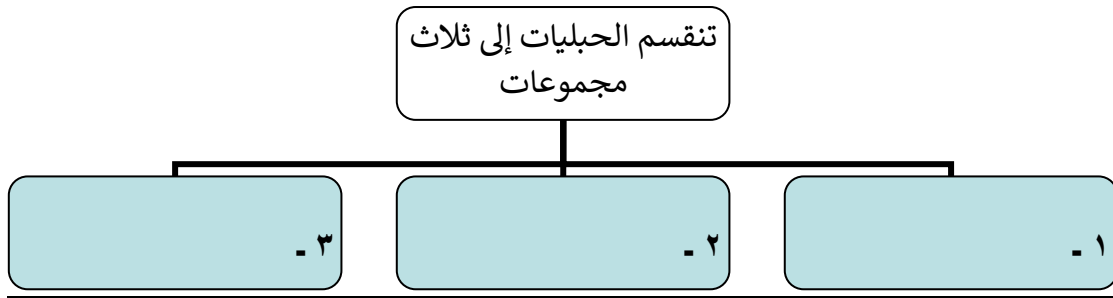 تنقسم الحبليات إلى ثلاث
مجموعات
١ -
٢ -
٣ -